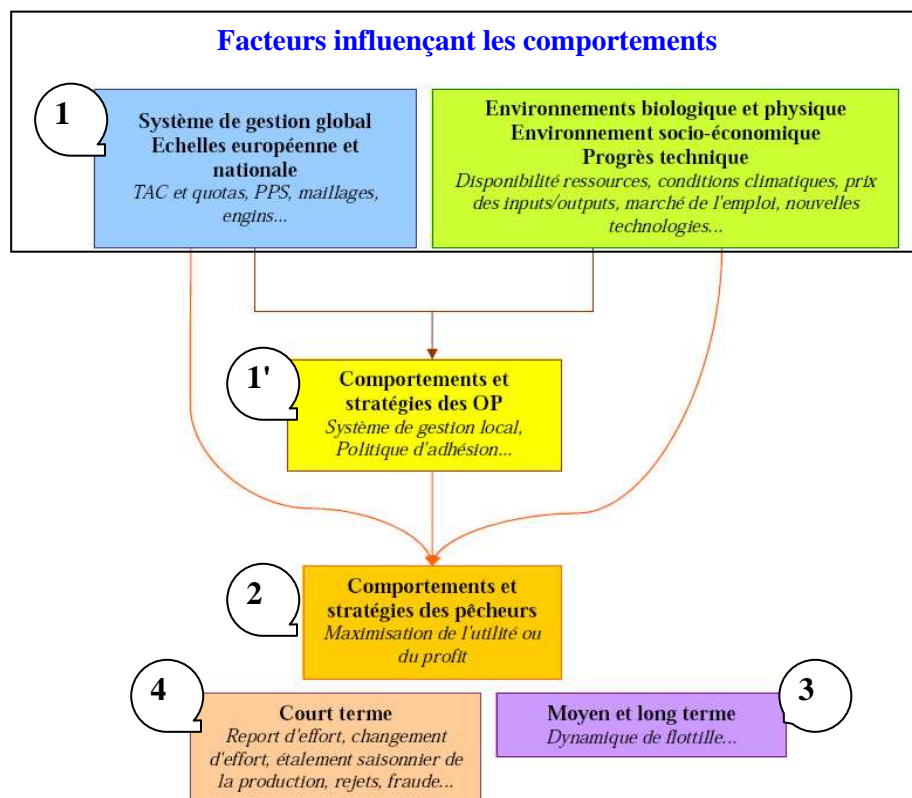 Facteurs influençant les comportements
1
Système de gestion global
Echelles européenne et
nationale
TAC et quotas, PPS, maillages,
engins...
Environnements biologique et physique
Environnement socio-économique
Progrès technique
Disponibilité ressources, conditions climatiques, prix
des inputs/outputs, marché de l'emploi, nouvelles
technologies...
1'
Comportements et
stratégies des OP
Système de gestion local,
Politique d'adhésion...
2
Comportements et
stratégies des pêcheurs
Maximisation de l'utilité ou
du profit
4
Court terme
Report d'effort, changement
d'effort, étalement saisonnier de
la production, rejets, fraude...
Moyen et long terme
Dynamique de flottille...
3